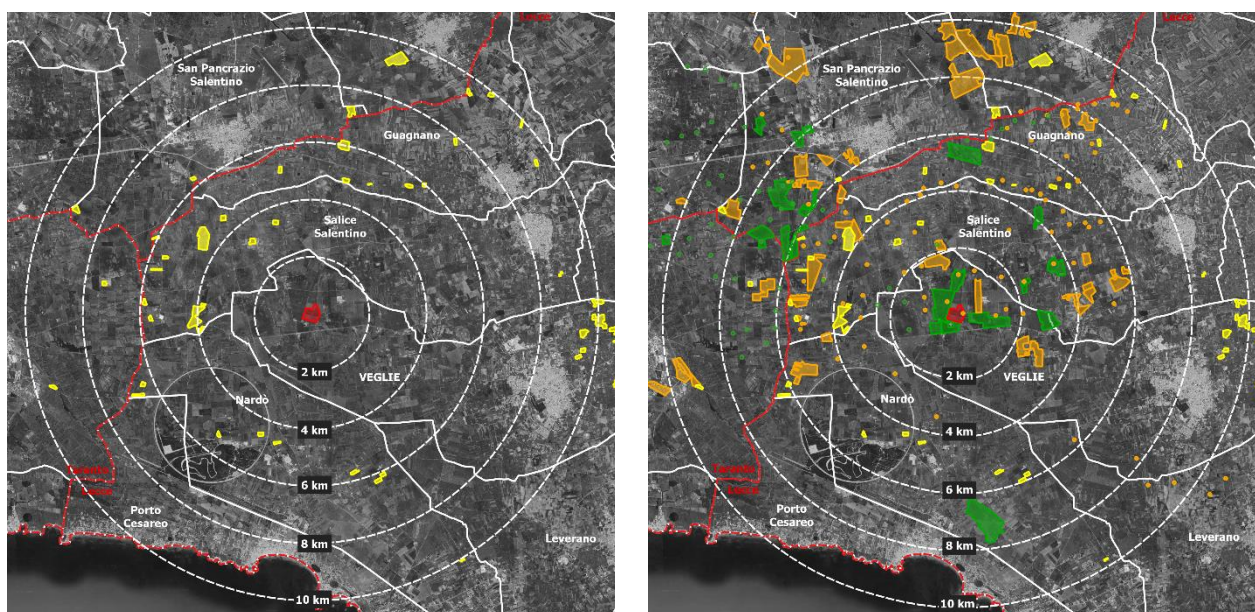 Lecce
San Pancrazio
Salentino
Guagnano
Salice
Salentino
2 km
VEGLIE
Nardò
4 km
6 km
Taranto
Lecce
Porto
Cesareo
8 km
Leverano
10 km
Lecce
San Pancrazio
Salentino
Guagnano
Salice
Salentino
2 km
VEGLIE
Nardò
4 km
6 km
Taranto
Lecce
Porto
Cesareo
8 km
Leverano
10 km